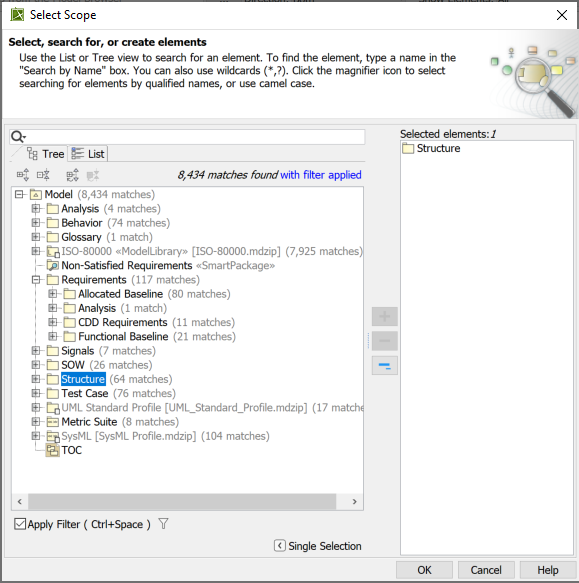 Select Scope
Select, search for, or create elements
Use the List or Tree view to search for an element. To find the element, type a name in the
"Search by Name" box. You can also use wildcards (*,?). Click the magnifier icon to select
searching for elements by qualified names, or use camel case.
Selected elements:1
Structure
Tree
List
8,434 matches found with filter applied
Model (8,434 matches)
Analysis (4 matches)
Behavior (74 matches)
Glossary (1 match)
ISO-80000 «ModelLibrary» [ISO-80000.mdzip] (7,925 matches)
Non-Satisfied Requirements «SmartPackage»
Requirements (117 matches)
Allocated Baseline (80 matches)
Analysis (1 match)
CDD Requirements (11 matches)
Functional Baseline (21 matches)
Signals (7 matches)
SOW (26 matches)
Structure (64 matches)
Test Case (76 matches)
UML Standard Profile [UML_Standard_Profile.mdzip] (17 matche
Metric Suite (8 matches)
SysML [SysML Profile.mdzip] (104 matches)
TOC
Apply Filter ( Ctrl+Space )
Single Selection
OK
Cancel
Help